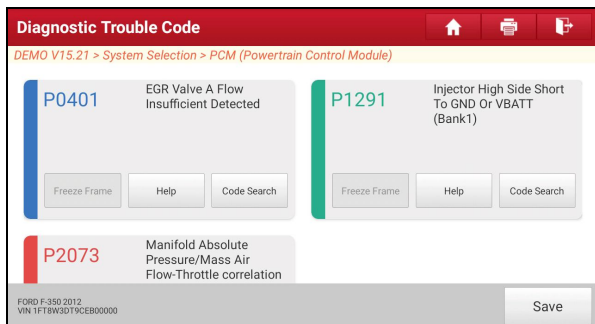 Diagnostic Trouble Code
DEMO V15.21 > System Selection > PCM (Powertrain Control Module)
P0401
EGR Valve A Flow
Insufficient Detected
Freeze Frame
Help
Code Search
P1291
Injector High Side Short
To GND Or VBATT
(Bank1)
Freeze Frame
Help
Code Search
P2073
Manifold Absolute
Pressure/Mass Air
Flow-Throttle correlation
FORD F-350 2012
VIN 1FT8W3DT9CEB00000
Save